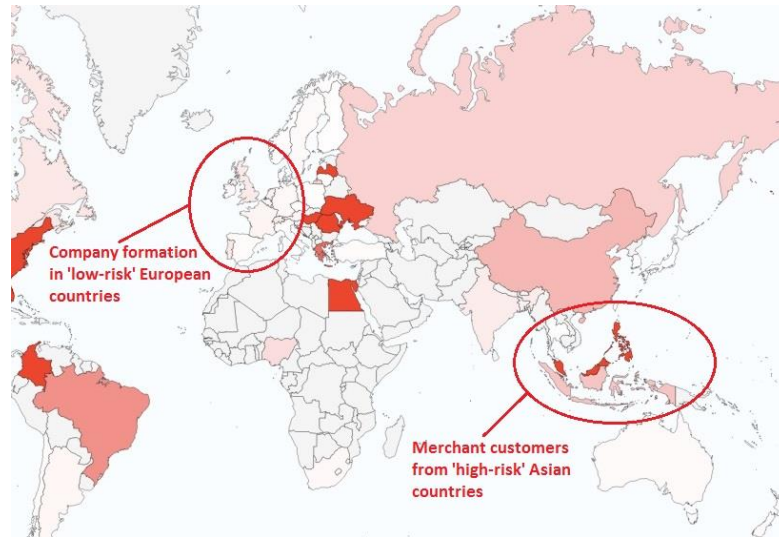 Company formation
in 'low-risk' European
countries
Merchant customers
from 'high-risk' Asian
countries